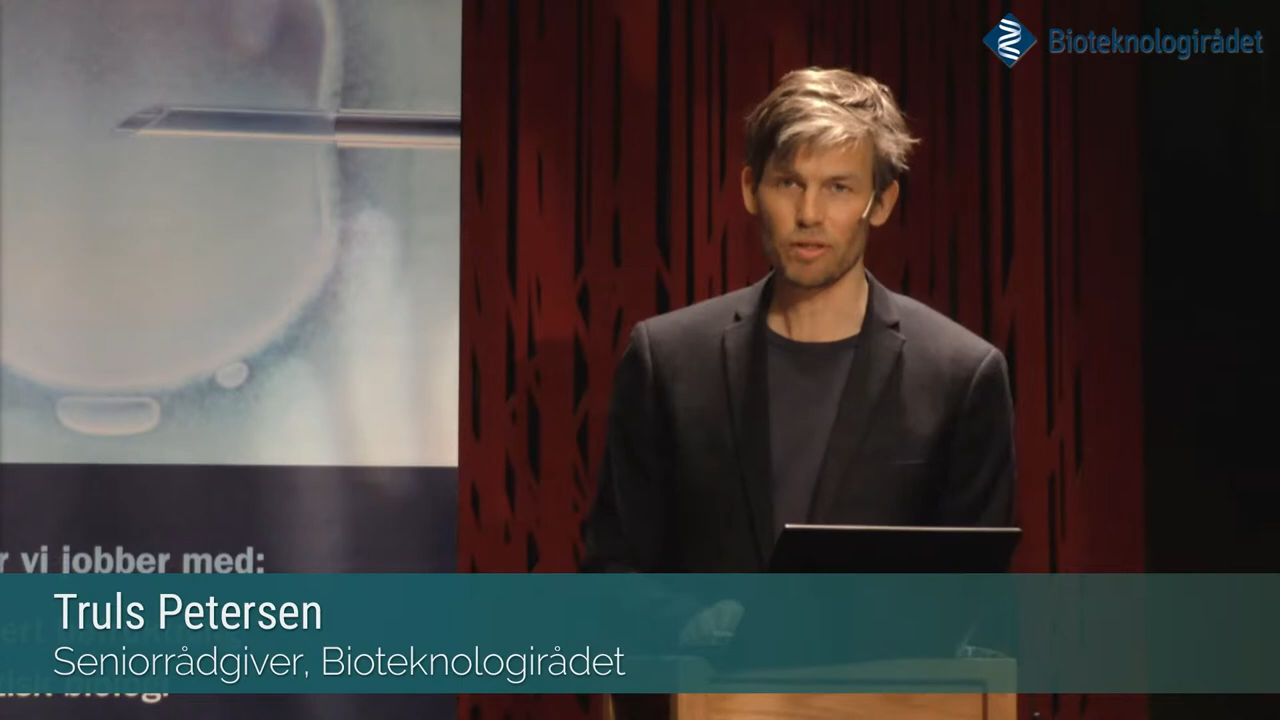 Bioteknologirådet
r vi jobber med:
Truls Petersen
Seniorrådgiver, Bioteknologirådet